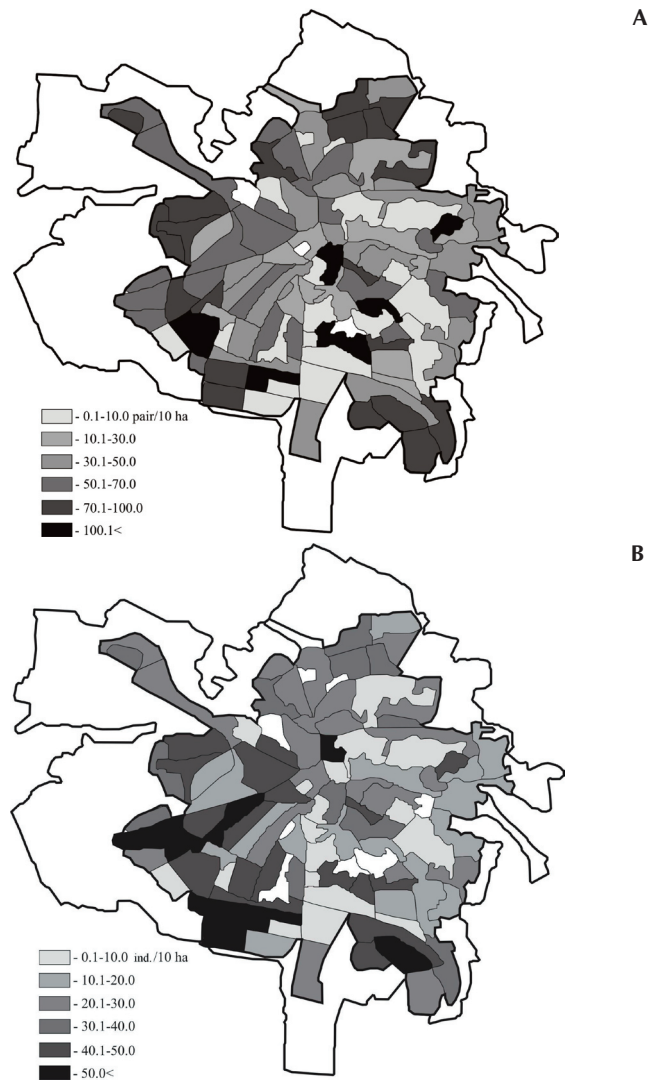 A
- 0.1-10.0 pair/10 ha
- 10.1-30.0
- 30.1-50.0
- 50.1-70.0
- 70.1-100.0
- 100.1<
B
- 0.1-10.0 ind./10 ha
- 10.1-20.0
- 20.1-30.0
- 30.1-40.0
- 40.1-50.0
- 50.0<